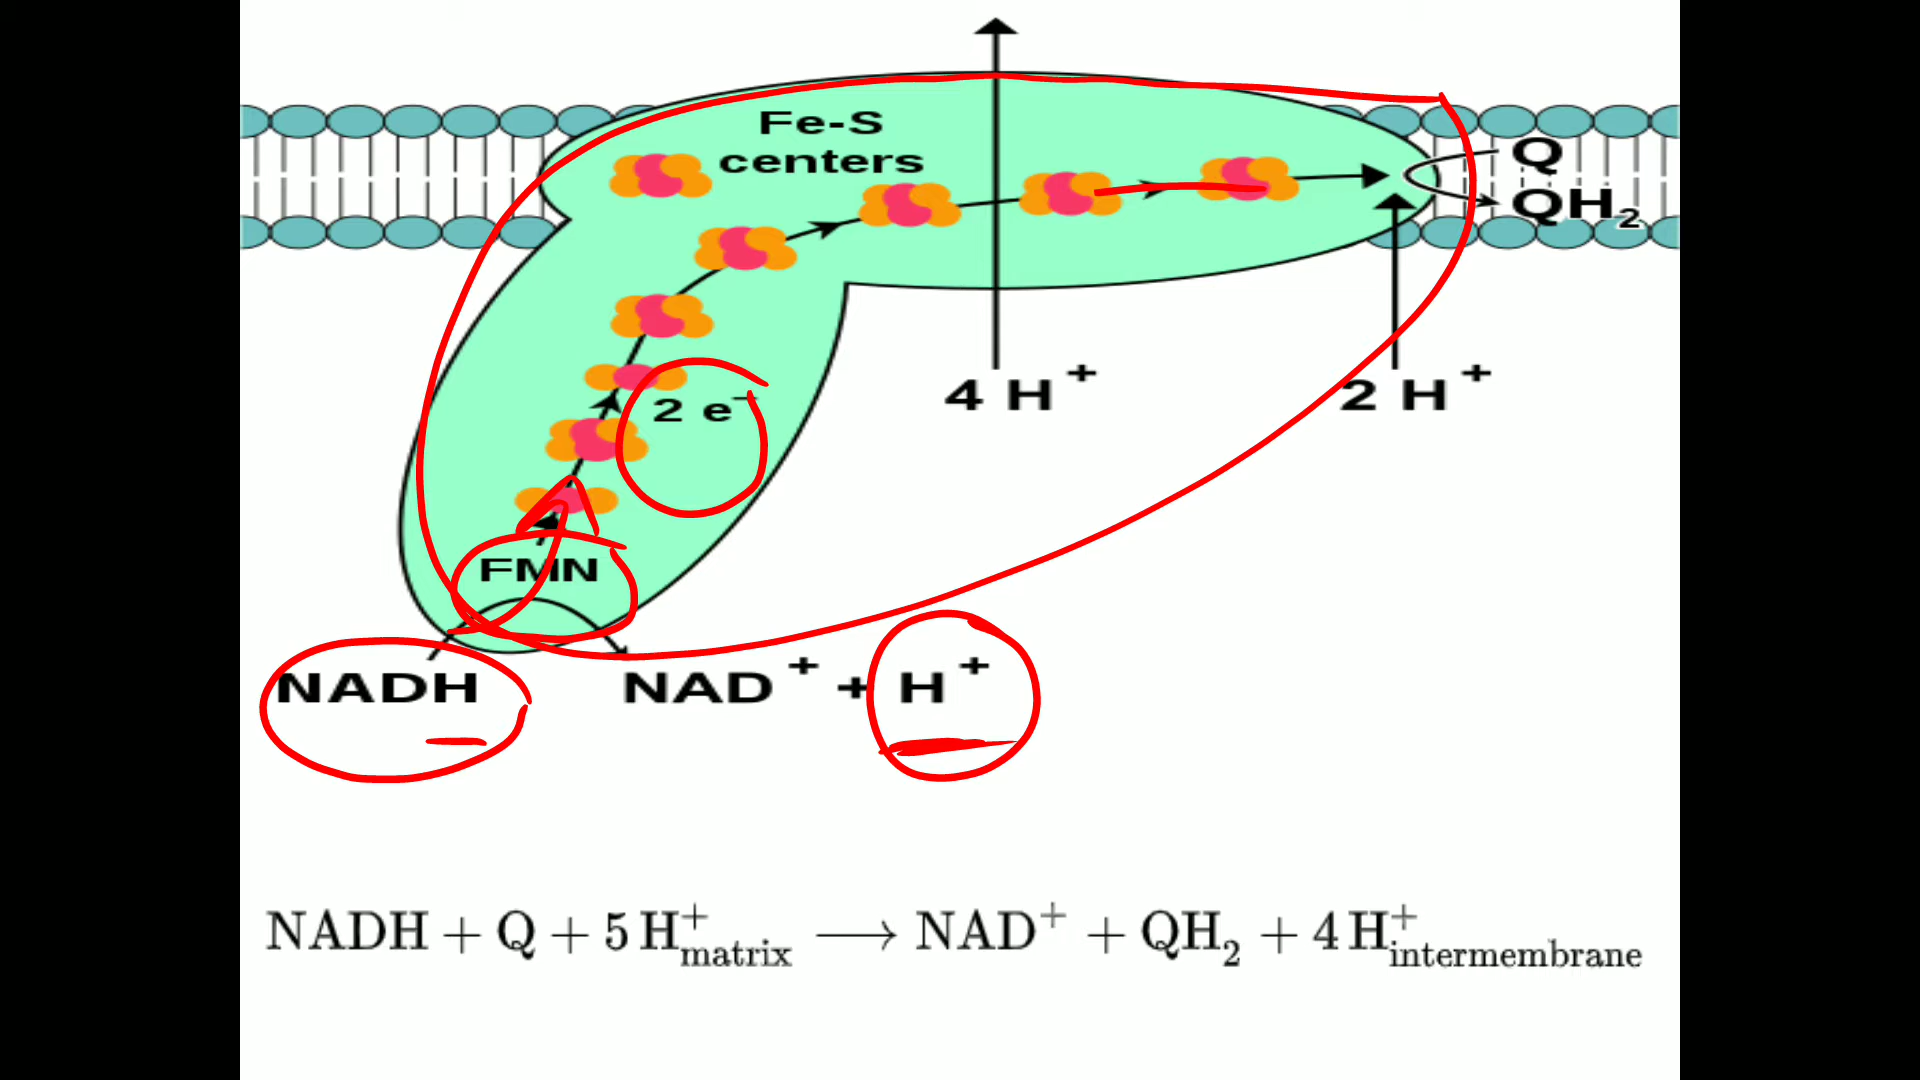 Fe-S
centers
Q
QH₂
2 e⁻
4 H⁺
2 H⁺
FMN
NADH
NAD⁺ + H⁺
NADH + Q + 5 H⁺matrix ⟶ NAD⁺ + QH₂ + 4 H⁺intermembrane